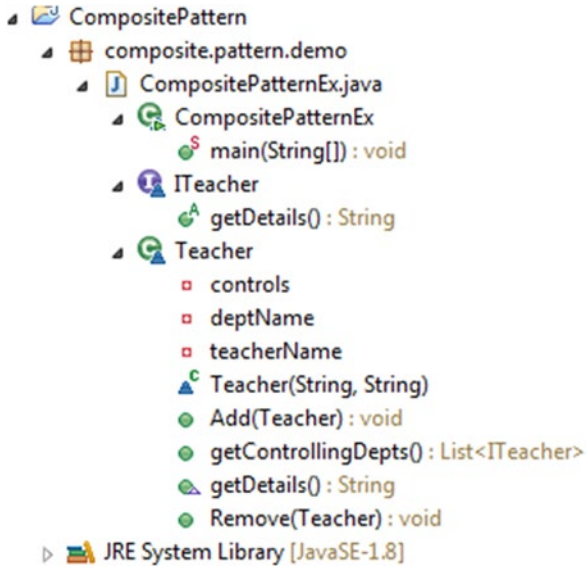 CompositePattern
composite.pattern.demo
CompositePatternEx.java
CompositePatternEx
main(String[]) : void
ITeacher
getDetails() : String
Teacher
controls
deptName
teacherName
Teacher(String, String)
Add(Teacher) : void
getControllingDepts() : List<ITeacher>
getDetails() : String
Remove(Teacher) : void
JRE System Library [JavaSE-1.8]